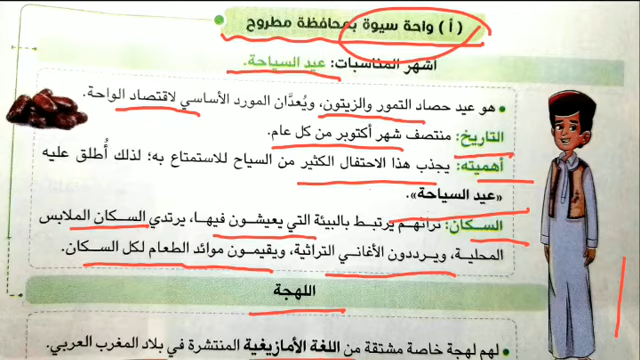 ( أ ) واحة سيوة بمحافظة مطروح
أشهر المناسبات: عيد السياحة.
• هو عيد حصاد التمور والزيتون، ويُعدَّان المورد الأساسي لاقتصاد الواحة.
التاريخ: منتصف شهر أكتوبر من كل عام.
أهميته: يجذب هذا الاحتفال الكثير من السياح للاستمتاع به؛ لذلك أُطلق عليه
«عيد السياحة».
السكان: تراثهم يرتبط بالبيئة التي يعيشون فيها، يرتدي السكان الملابس
المحلية، ويرددون الأغاني التراثية، ويقيمون موائد الطعام لكل السكان.
اللهجة
• لهم لهجة خاصة مشتقة من اللغة الأمازيغية المنتشرة في بلاد المغرب العربي.